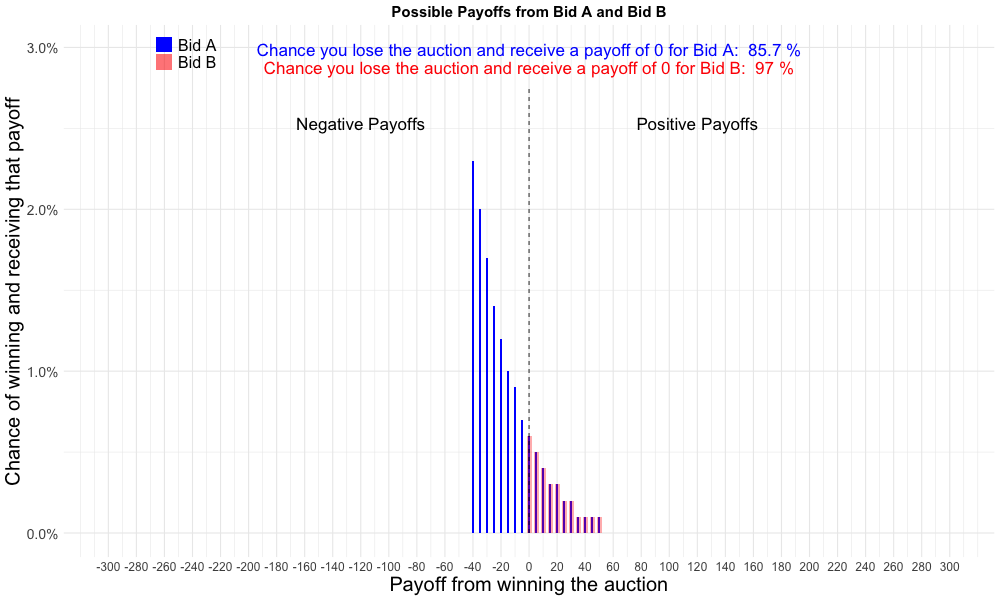 Possible Payoffs from Bid A and Bid B
Bid A
Bid B
Chance you lose the auction and receive a payoff of 0 for Bid A:  85.7 %
Chance you lose the auction and receive a payoff of 0 for Bid B:  97 %
Negative Payoffs
Positive Payoffs
Chance of winning and receiving that payoff
3.0%
2.0%
1.0%
0.0%
-300 -280 -260 -240 -220 -200 -180 -160 -140 -120 -100 -80 -60 -40 -20 0 20 40 60 80 100 120 140 160 180 200 220 240 260 280 300
Payoff from winning the auction